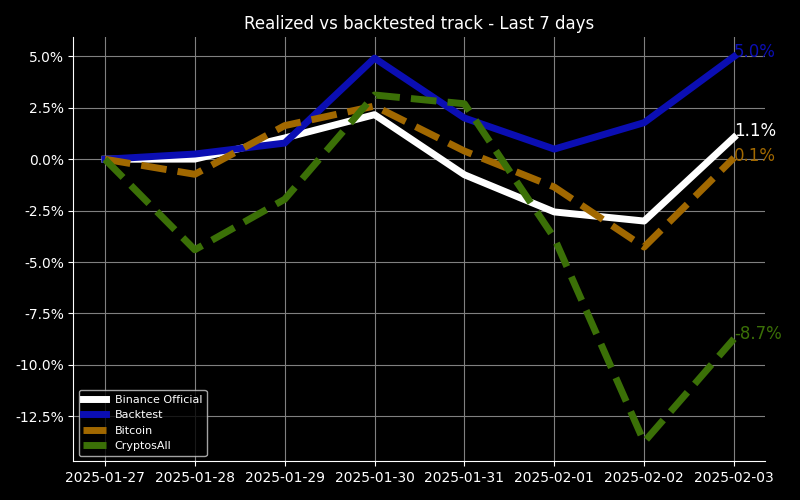 Realized vs backtested track - Last 7 days
5.0%
2.5%
0.0%
-2.5%
-5.0%
-7.5%
-10.0%
-12.5%
5.0%
1.1%
0.1%
-8.7%
Binance Official
Backtest
Bitcoin
CryptosAll
2025-01-27 2025-01-28 2025-01-29 2025-01-30 2025-01-31 2025-02-01 2025-02-02 2025-02-03